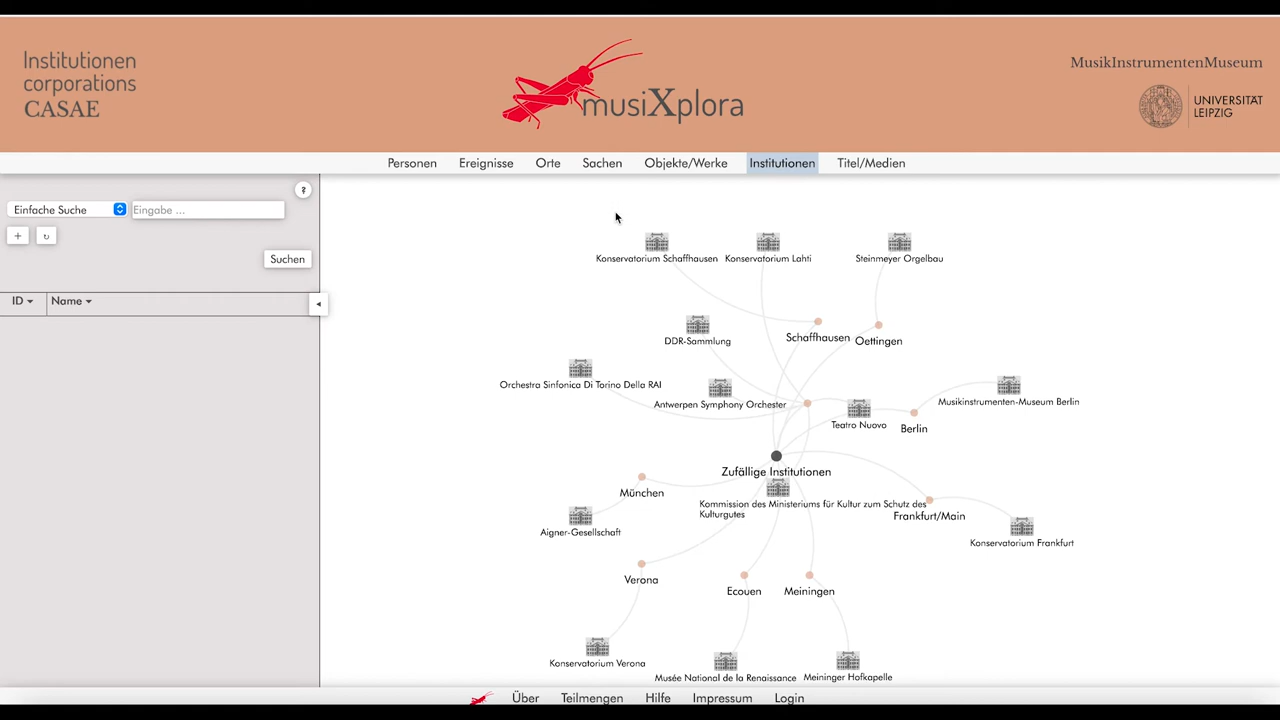 Institutionen
corporations
CASAE
musiXplora
MusikInstrumentenMuseum
UNIVERSITÄT
LEIPZIG
Personen Ereignisse Orte Sachen Objekte/Werke Institutionen Titel/Medien
?
Einfache Suche Eingabe ...
+ ↻
Suchen
ID Name
Konservatorium Schaffhausen Konservatorium Lahti Steinmeyer Orgelbau
DDR-Sammlung Schaffhausen Oettingen
Orchestra Sinfonica Di Torino Della RAI
Antwerpen Symphony Orchester Musikinstrumenten-Museum Berlin
Teatro Nuovo Berlin
Zufällige Institutionen
München
Kommission des Ministeriums für Kultur zum Schutz des
Kulturgutes
Frankfurt/Main
Aigner-Gesellschaft Konservatorium Frankfurt
Verona Ecouen Meiningen
Konservatorium Verona Musée National de la Renaissance Meininger Hofkapelle
Über Teilmengen Hilfe Impressum Login